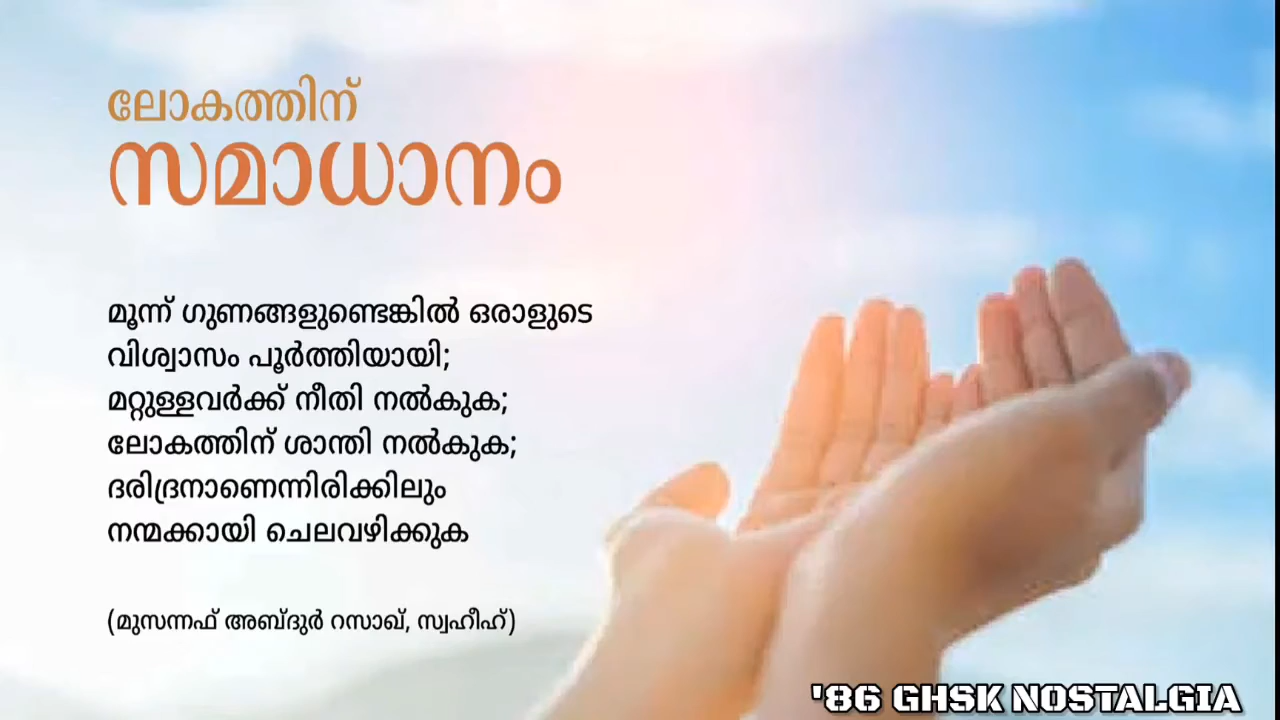 ലോകത്തിന്
സമാധാനം
മൂന്ന് ഗുണങ്ങളുണ്ടെങ്കിൽ ഒരാളുടെ
വിശ്വാസം പൂർത്തിയായി;
മറ്റുള്ളവർക്ക് നീതി നൽകുക;
ലോകത്തിന് ശാന്തി നൽകുക;
ദരിദ്രനാണെന്നിരിക്കിലും
നന്മക്കായി ചെലവഴിക്കുക
(മുസന്നഫ് അബ്ദുർ റസാഖ്, സ്വഹീഹ്)
'86 GHSK NOSTALGIA